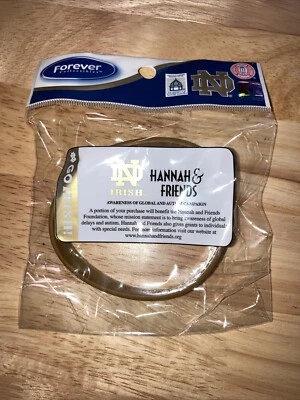 Forever
COLLECTIBLES
ND
ND
IRISH
HANNAH &
FRIENDS
AWARENESS OF GLOBAL AND AUTISM CAMPAIGN
A portion of your purchase will benefit the Hannah and Friends
Foundation, whose mission statement is to bring awareness of global
delays and autism. Hannah and Friends also gives grants to individuals
with special needs. For more information visit our website at
www.hannahandfriends.org